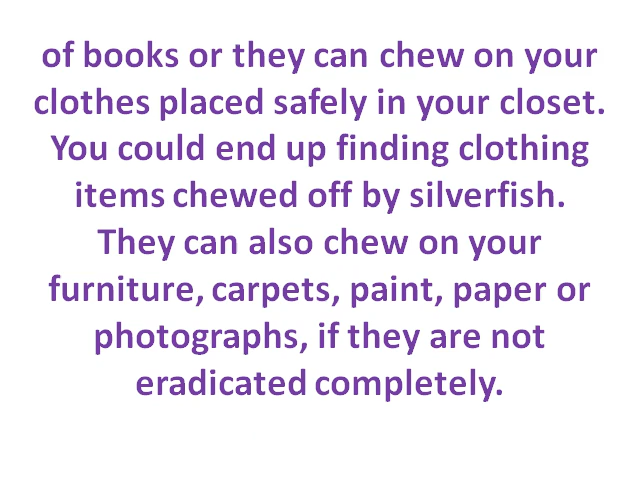 of books or they can chew on your
clothes placed safely in your closet.
You could end up finding clothing
items chewed off by silverfish.
They can also chew on your
furniture, carpets, paint, paper or
photographs, if they are not
eradicated completely.